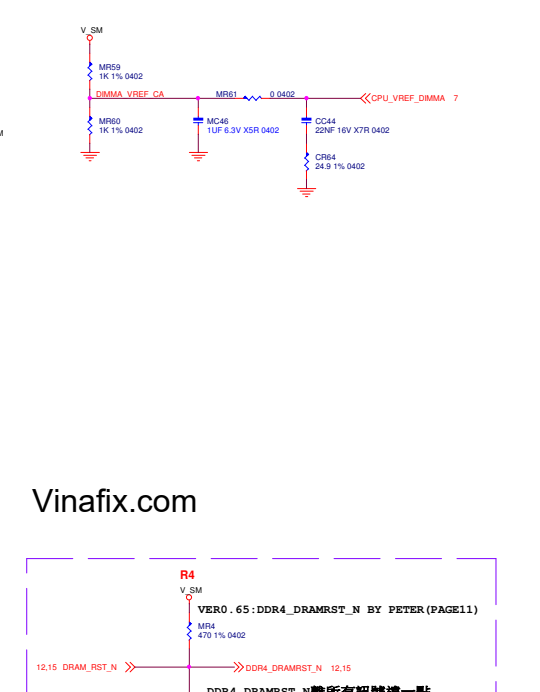 V_SM
MR59
1K 1% 0402
DIMMA_VREF_CA
MR61
0 0402
CPU_VREF_DIMMA 7
MR60
1K 1% 0402
MC46
1UF 6.3V X5R 0402
CC44
22NF 16V X7R 0402
M
CR64
24.9 1% 0402
Vinafix.com
R4
V_SM
VER0.65:DDR4_DRAMRST_N BY PETER(PAGE11)
MR4
470 1% 0402
12,15 DRAM_RST_N
DDR4_DRAMRST_N 12,15
DDR4_DRAMRST_N